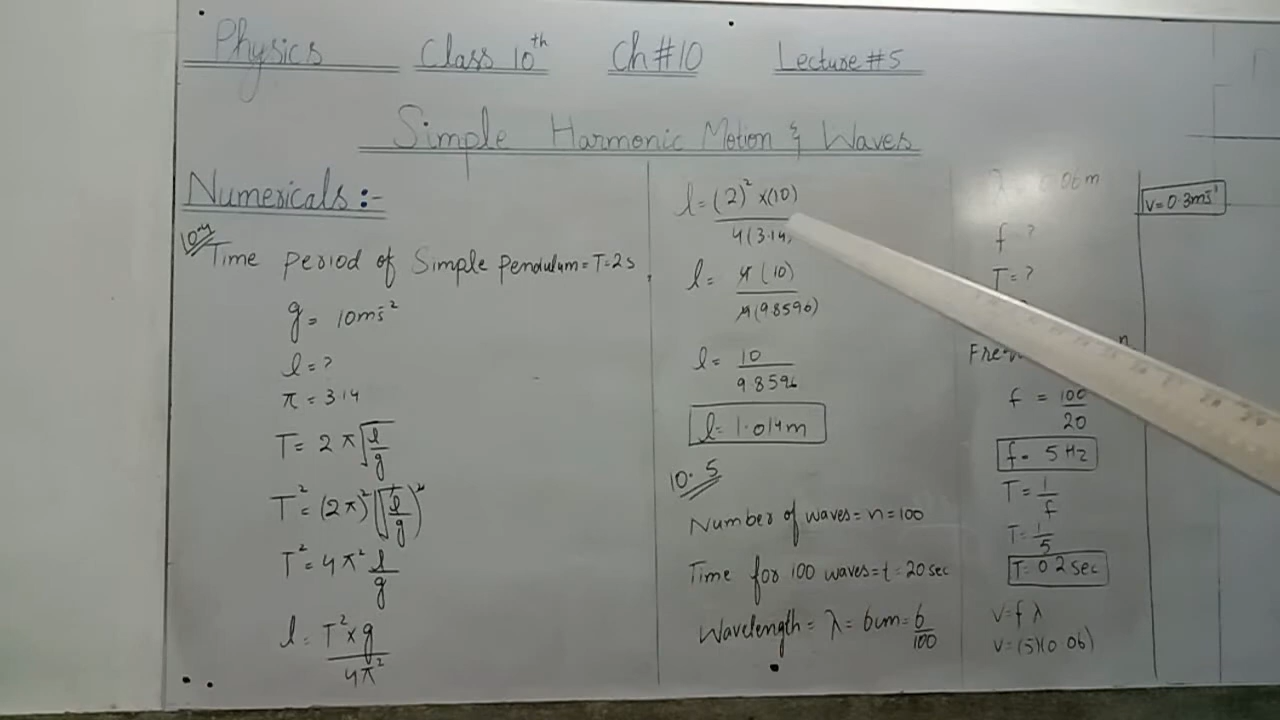 Physics Class 10th Ch#10 Lecture #5
Simple Harmonic Motion & Waves
Numericals :-
10.4
Time period of Simple pendulum = T = 2s
g = 10ms⁻²
l = ?
π = 3.14
T = 2π√(l/g)
T² = (2π)²(√(l/g))²
T² = 4π² l/g
l = T² × g / 4π²
l = (2)² × (10) / 4(3.14)
l = 4(10) / 4(9.8596)
l = 10 / 9.8596
l = 1.014m
10.5
Number of waves = n = 100
Time for 100 waves = t = 20 sec
Wavelength = λ = 6cm = 6/100
λ = 0.06m
f = ?
T = ?
f = 100/20
f = 5 Hz
T = 1/f
T = 1/5
T = 0.2 sec
v = f λ
v = (5)(0.06)
v = 0.3ms⁻¹